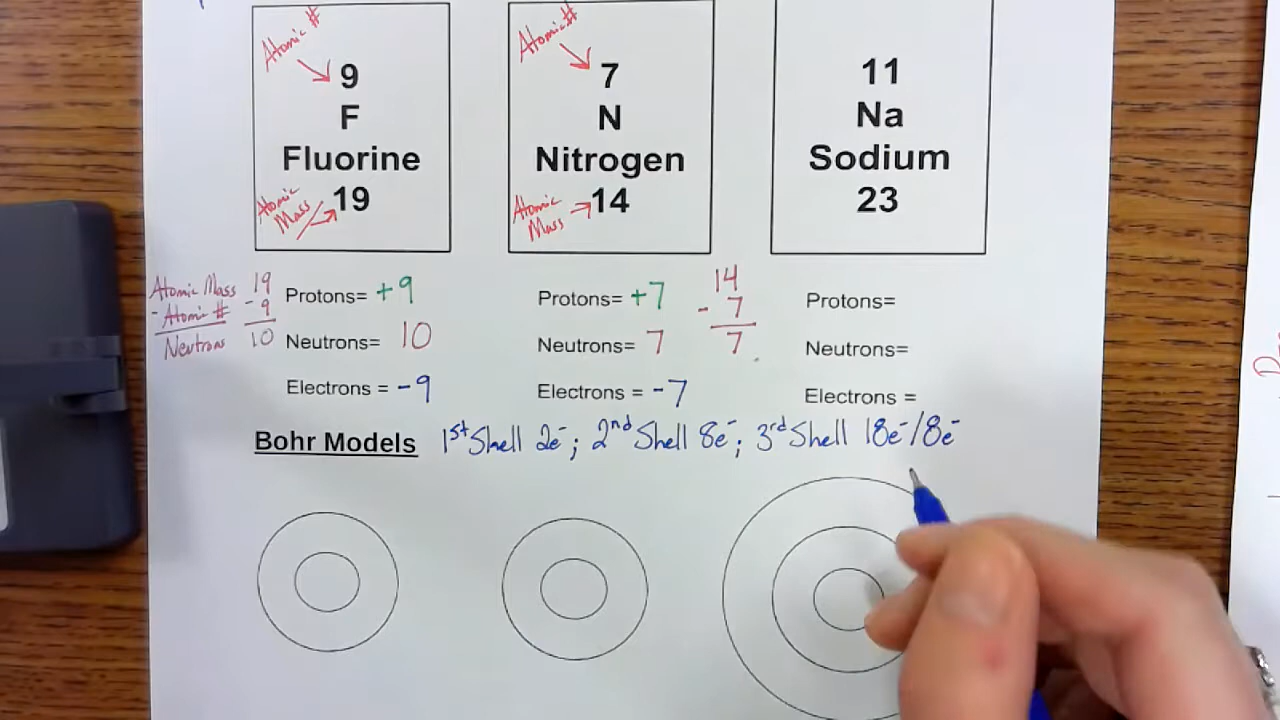 Atomic #
9
F
Fluorine
Atomic
Mass
19
Atomic #
7
N
Nitrogen
Atomic
Mass
14
11
Na
Sodium
23
Atomic Mass 19
- Atomic # - 9
Neutrons 10
Protons= +9
Neutrons= 10
Electrons = -9
Protons= +7
Neutrons= 7
Electrons = -7
14
- 7
7
Protons=
Neutrons=
Electrons =
Bohr Models 1st Shell 2e⁻; 2nd Shell 8e⁻; 3rd Shell 18e⁻/8e⁻